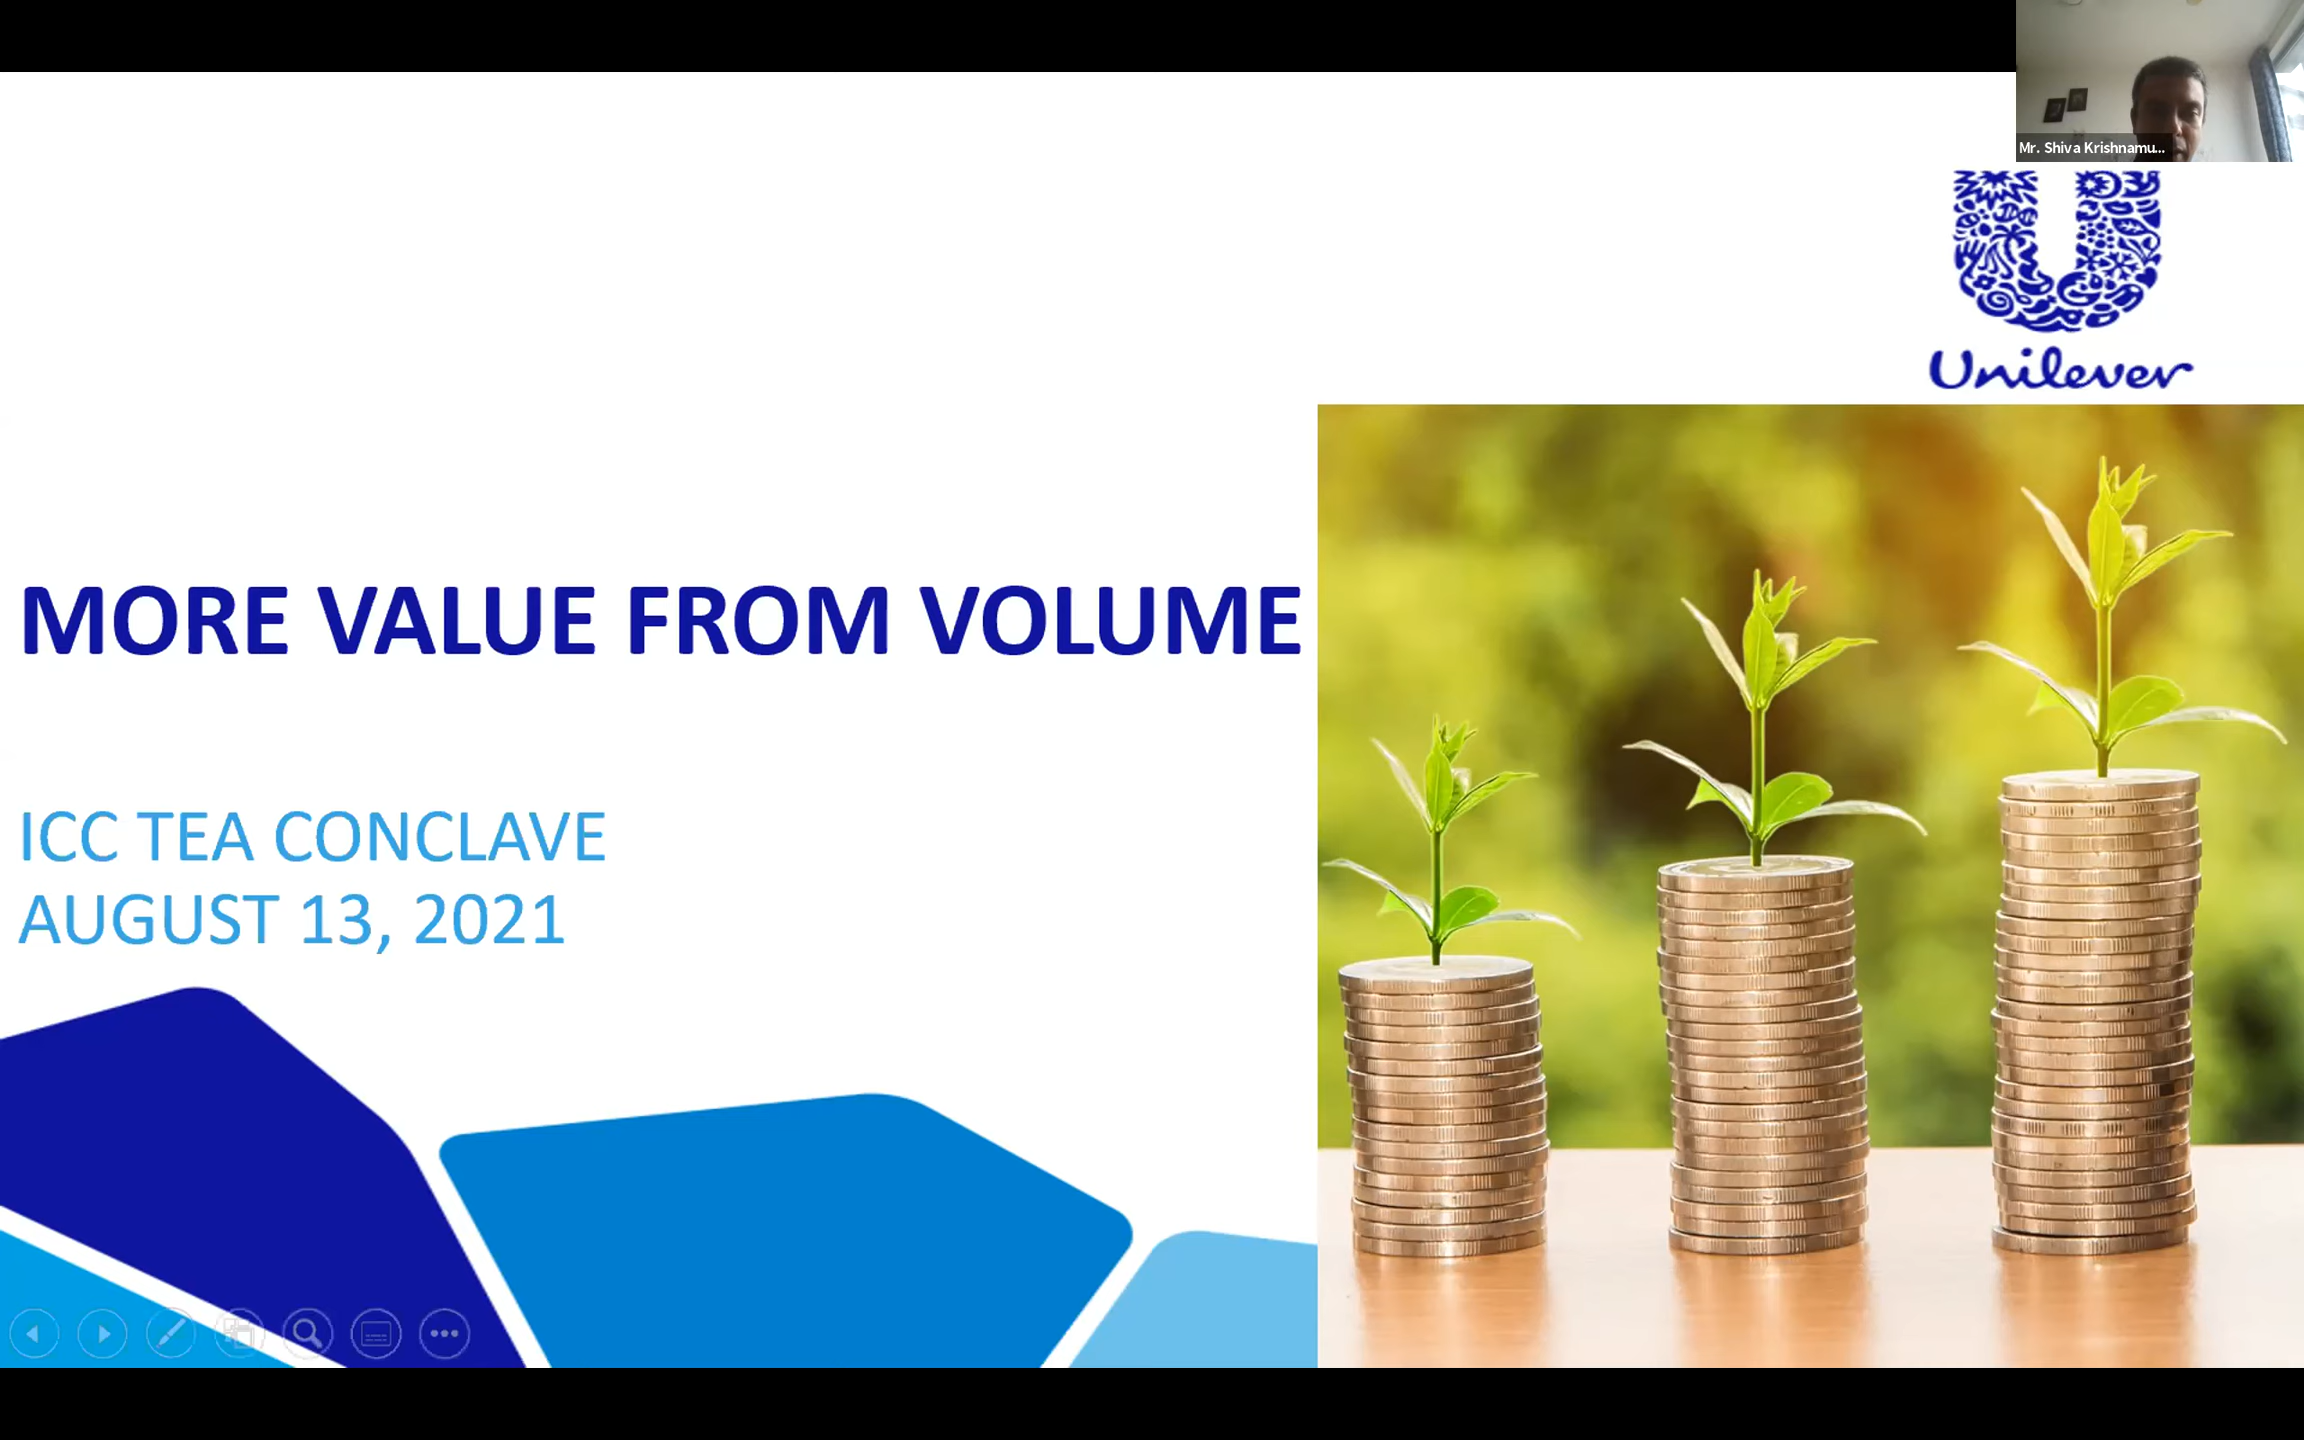 Mr. Shiva Krishnamu...
Unilever
MORE VALUE FROM VOLUME
ICC TEA CONCLAVE
AUGUST 13, 2021